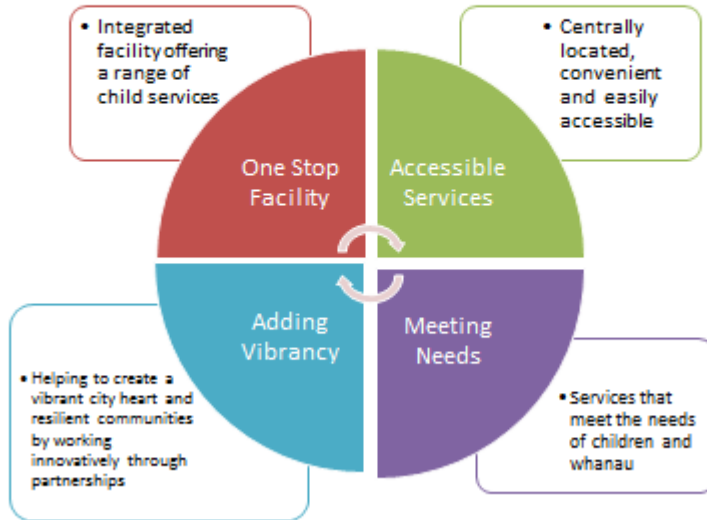 • Integrated
facility offering
a range of
child services
• Centrally
located,
convenient
and easily
accessible
One Stop
Facility
Accessible
Services
Adding
Vibrancy
Meeting
Needs
• Helping to create a
vibrant city heart and
resilient communities
by working
innovatively through
partnerships
• Services that
meet the needs
of children and
whanau